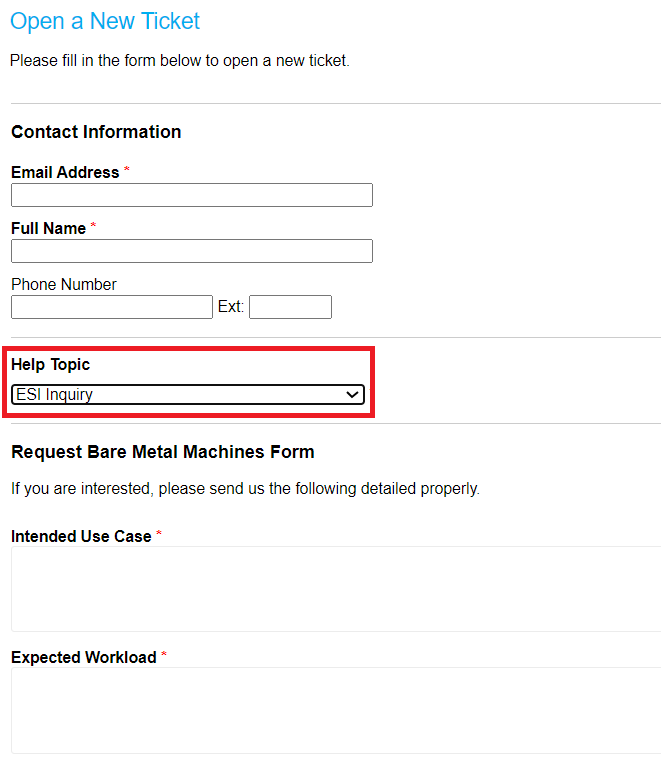 Open a New Ticket
Please fill in the form below to open a new ticket.
Contact Information
Email Address *
Full Name *
Phone Number
Ext:
Help Topic
ESI Inquiry
Request Bare Metal Machines Form
If you are interested, please send us the following detailed properly.
Intended Use Case *
Expected Workload *